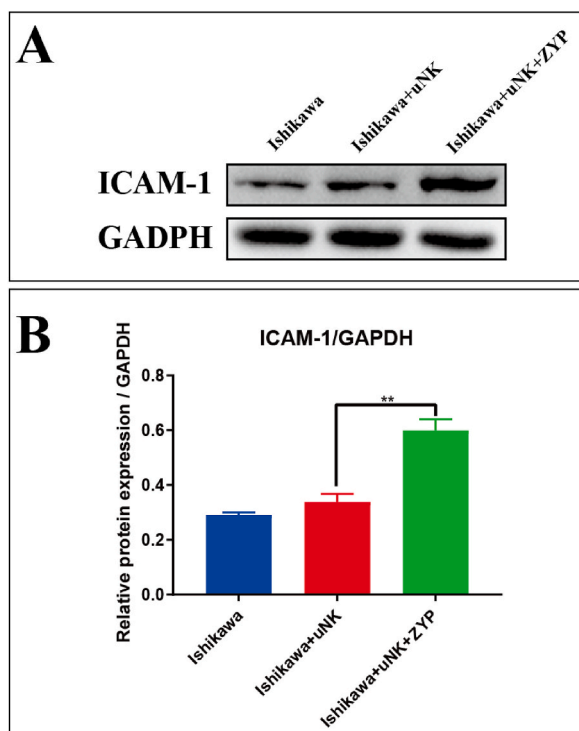 A
Ishikawa
Ishikawa+uNK
Ishikawa+uNK+ZYP
ICAM-1
GADPH
B
ICAM-1/GAPDH
Relative protein expression / GAPDH
0.8
0.6
0.4
0.2
0.0
**
Ishikawa
Ishikawa+uNK
Ishikawa+uNK+ZYP